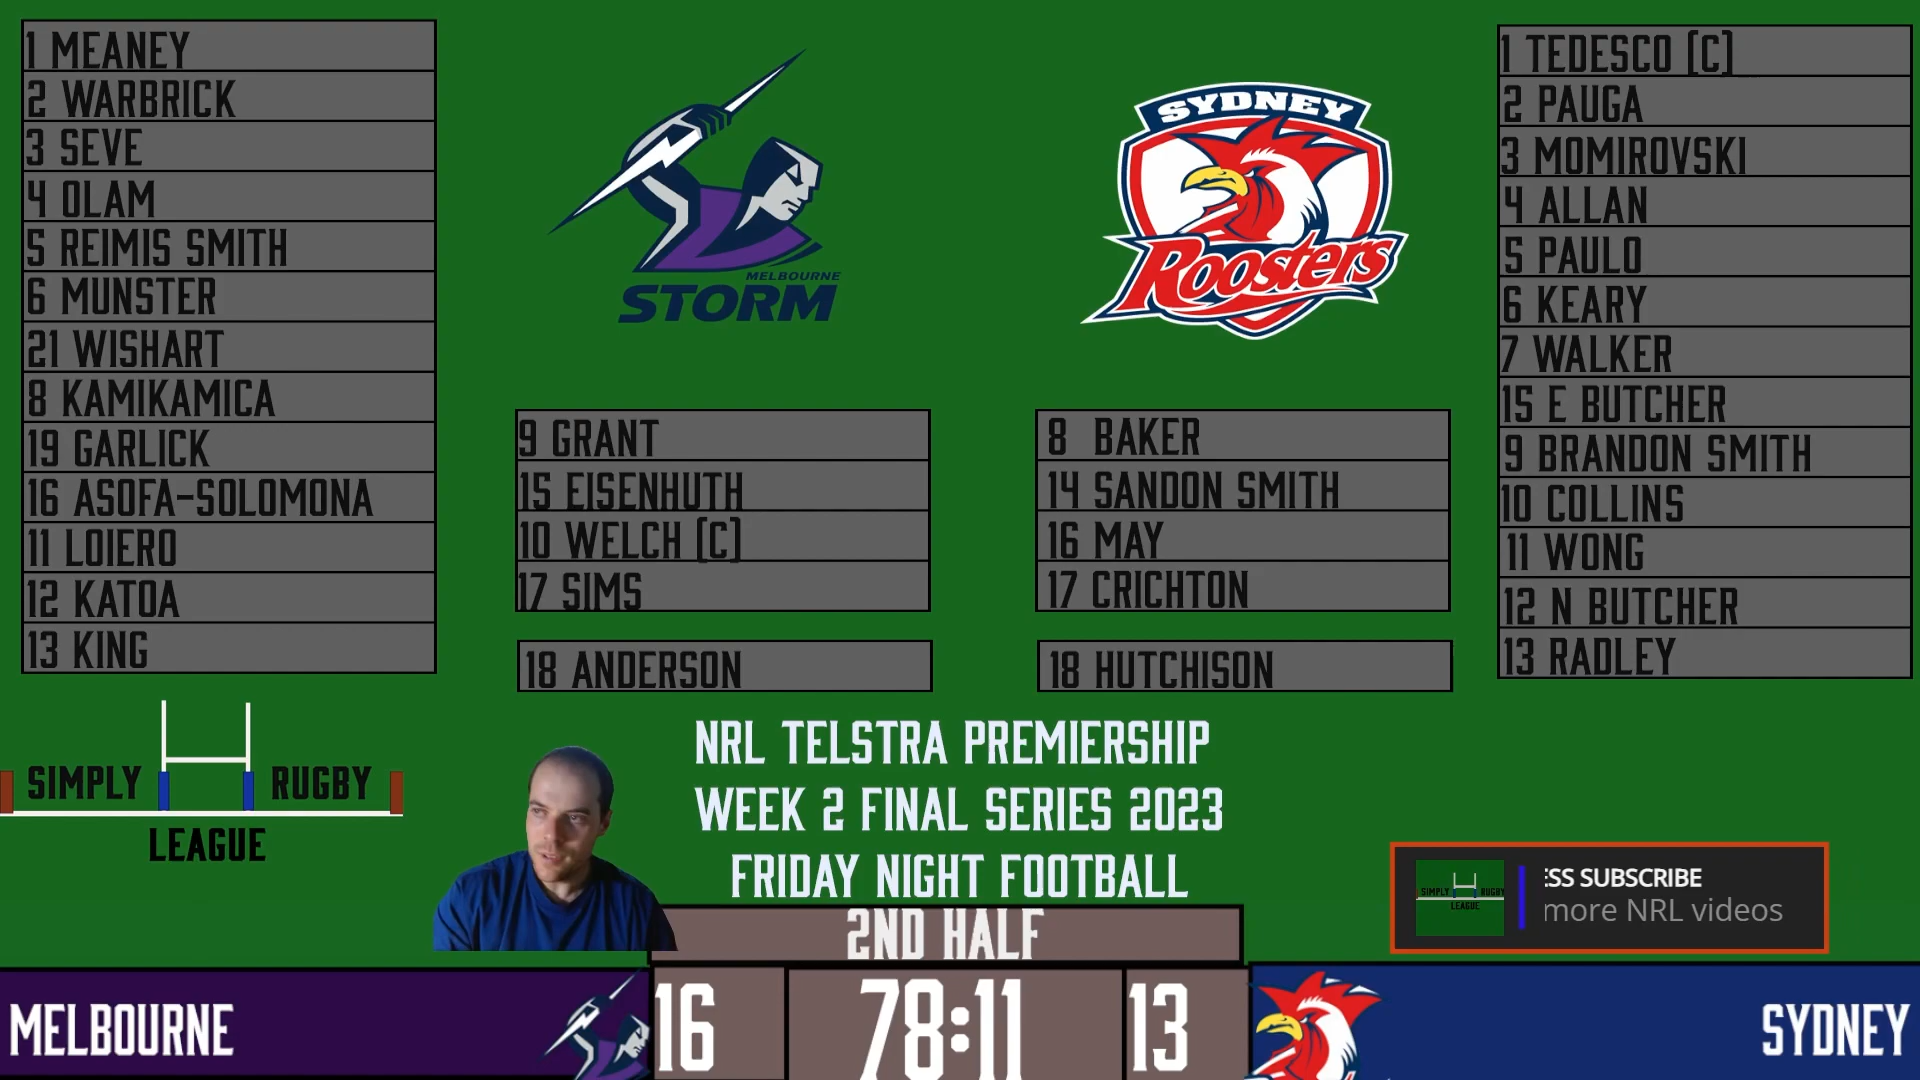 1 MEANEY
2 WARBRICK
3 SEVE
4 OLAM
5 REIMIS SMITH
6 MUNSTER
21 WISHART
8 KAMIKAMICA
19 GARLICK
16 ASOFA-SOLOMONA
11 LOIERO
12 KATOA
13 KING
MELBOURNE
STORM
SYDNEY
Roosters
9 GRANT
15 EISENHUTH
10 WELCH (C)
17 SIMS
18 ANDERSON
8 BAKER
14 SANDON SMITH
16 MAY
17 CRICHTON
18 HUTCHISON
1 TEDESCO (C)
2 PAUGA
3 MOMIROVSKI
4 ALLAN
5 PAULO
6 KEARY
7 WALKER
15 E BUTCHER
9 BRANDON SMITH
10 COLLINS
11 WONG
12 N BUTCHER
13 RADLEY
SIMPLY RUGBY
LEAGUE
NRL TELSTRA PREMIERSHIP
WEEK 2 FINAL SERIES 2023
FRIDAY NIGHT FOOTBALL
SIMPLY RUGBY
LEAGUE
ESS SUBSCRIBE
more NRL videos
2ND HALF
MELBOURNE 16 78:11 13 SYDNEY